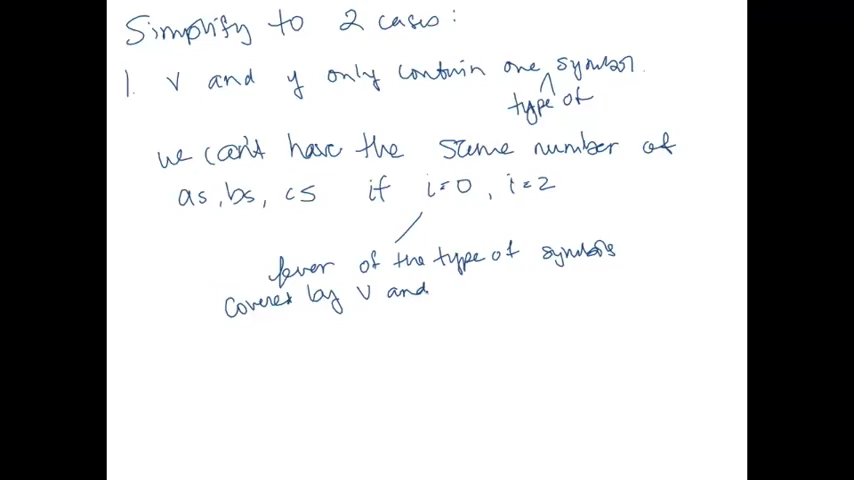 Simplify to 2 cases:
1. v and y only contain one type of symbol.
we can't have the same number of
as, bs, cs if i=0, i=2
fewer of the type of symbols
covered by v and